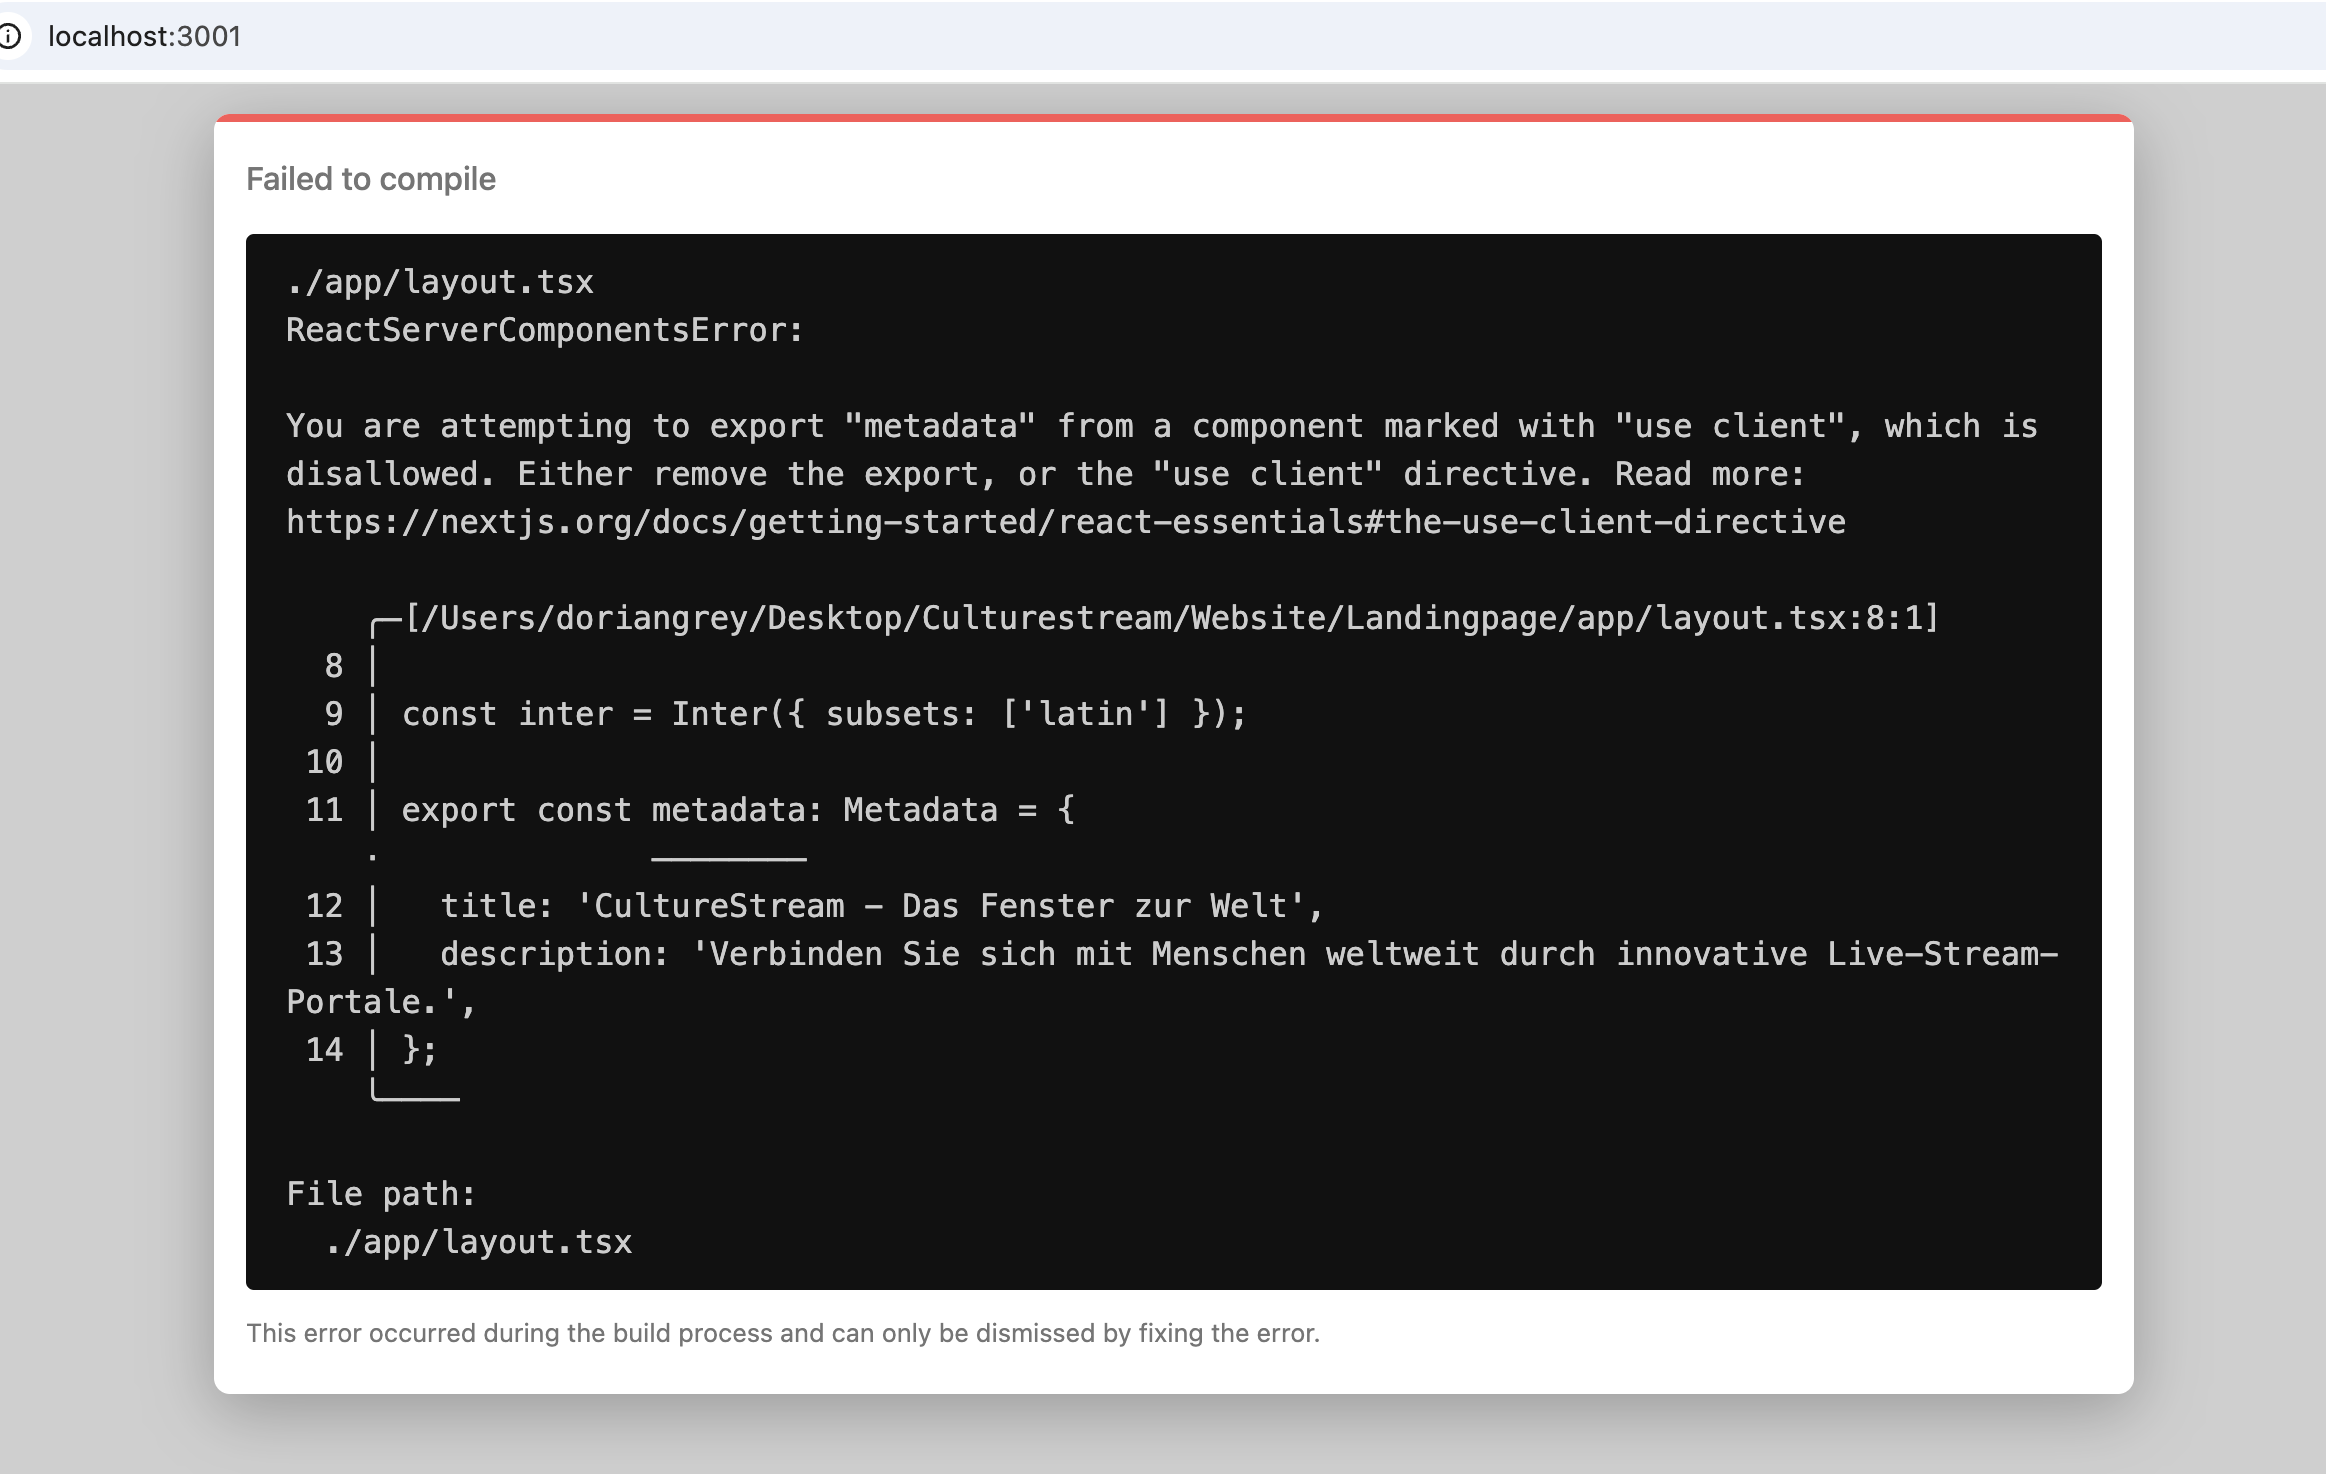 localhost:3001
Failed to compile
./app/layout.tsx
ReactServerComponentsError:
You are attempting to export "metadata" from a component marked with "use client", which is
disallowed. Either remove the export, or the "use client" directive. Read more:
https://nextjs.org/docs/getting-started/react-essentials#the-use-client-directive
╭─[/Users/doriangrey/Desktop/Culturestream/Website/Landingpage/app/layout.tsx:8:1]
8 │
9 │ const inter = Inter({ subsets: ['latin'] });
10 │
11 │ export const metadata: Metadata = {
· ────────
12 │   title: 'CultureStream - Das Fenster zur Welt',
13 │   description: 'Verbinden Sie sich mit Menschen weltweit durch innovative Live-Stream-
Portale.',
14 │ };
╰────
File path:
./app/layout.tsx
This error occurred during the build process and can only be dismissed by fixing the error.